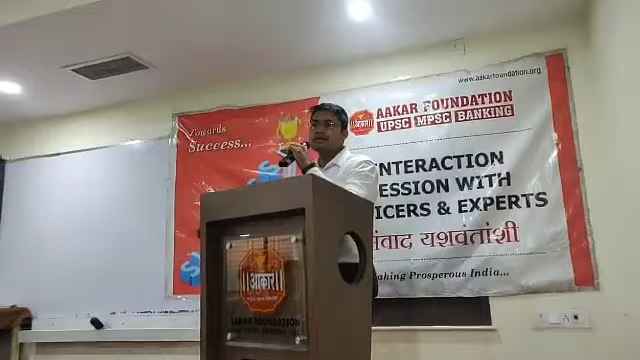 www.aakarfoundation.org
Towards
Success...
AAKAR FOUNDATION
UPSC MPSC BANKING
INTERACTION
ESSION WITH
ICERS & EXPERTS
संवाद यशवंतांशी
aking Prosperous India...
॥आकार॥
AAKAR FOUNDATION